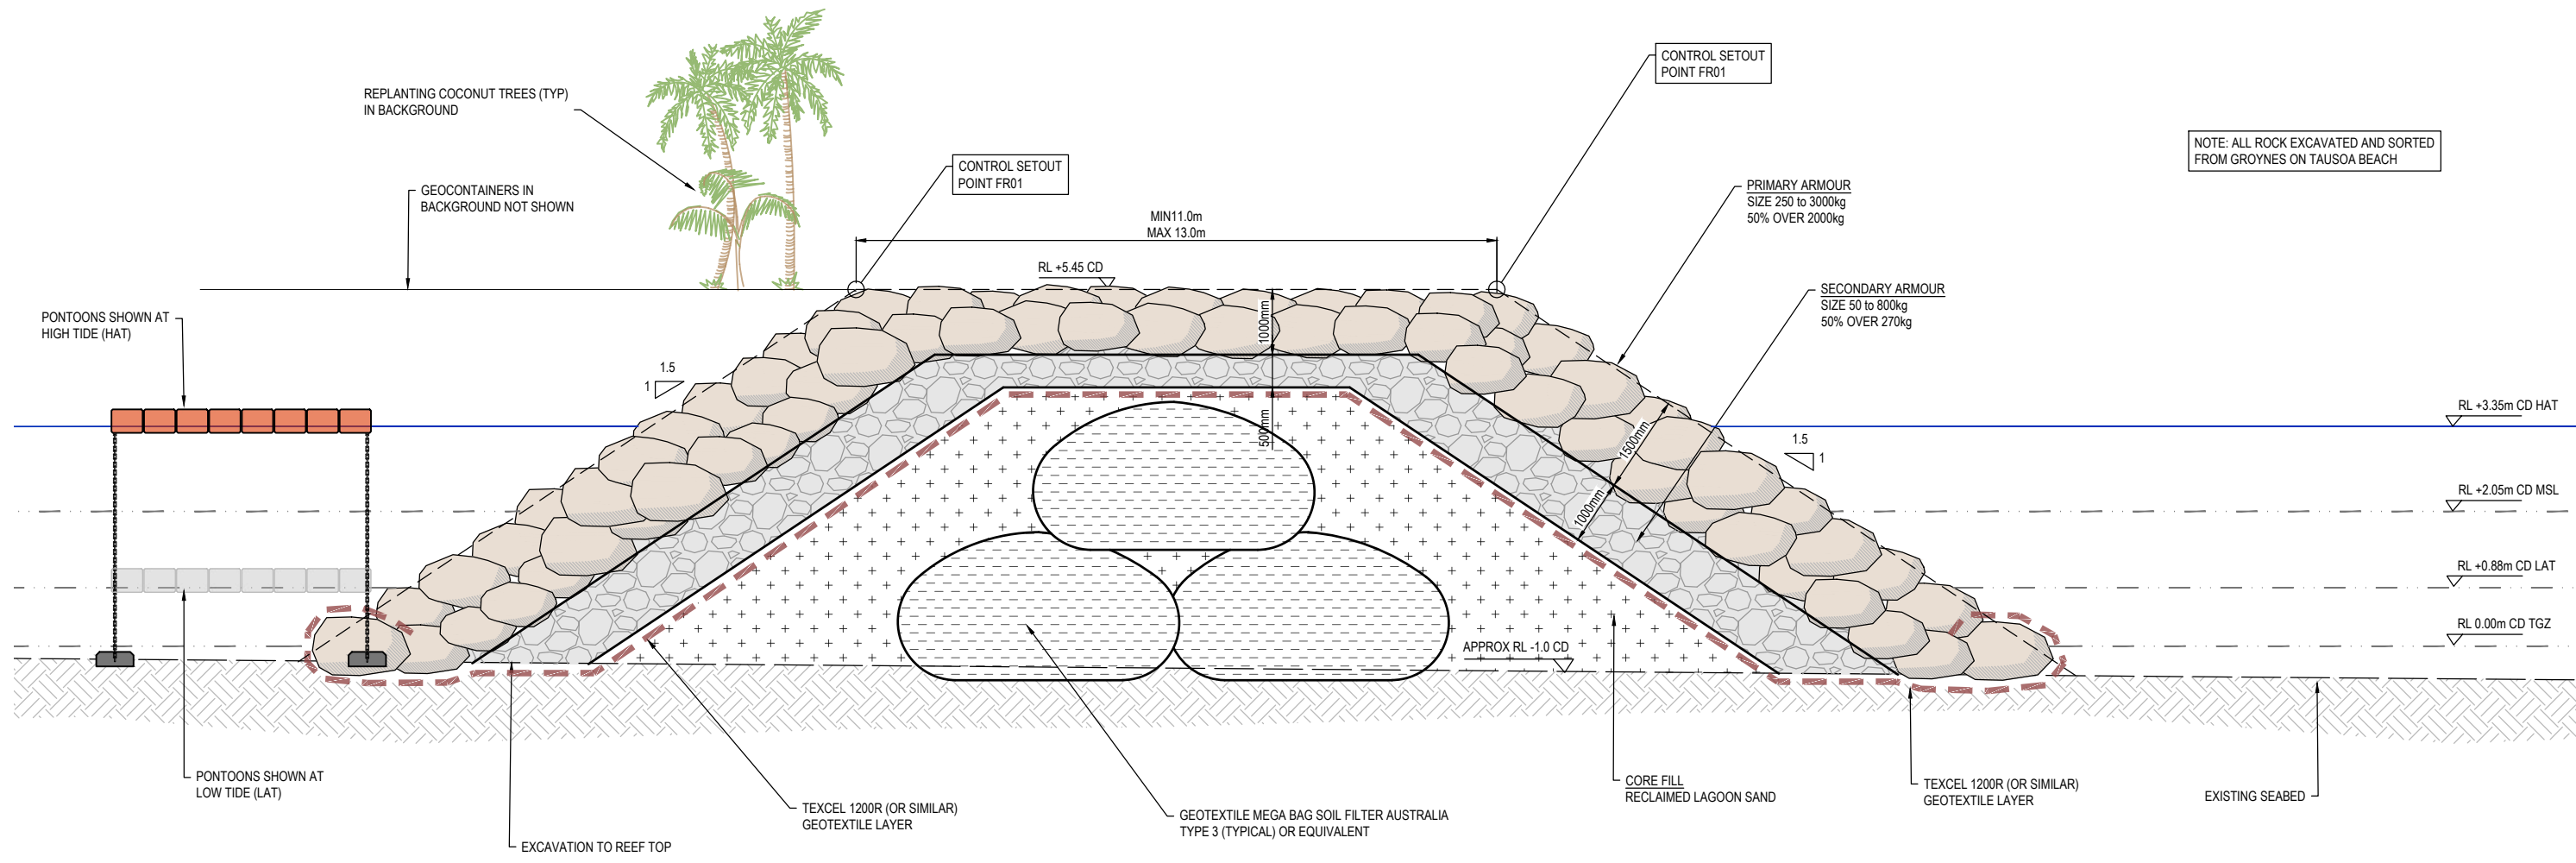 REPLANTING COCONUT TREES (TYP)
IN BACKGROUND
GEOCONTAINERS IN
BACKGROUND NOT SHOWN
PONTOONS SHOWN AT
HIGH TIDE (HAT)
CONTROL SETOUT
POINT FR01
CONTROL SETOUT
POINT FR01
MIN11.0m
MAX 13.0m
RL +5.45 CD
PRIMARY ARMOUR
SIZE 250 to 3000kg
50% OVER 2000kg
SECONDARY ARMOUR
SIZE 50 to 800kg
50% OVER 270kg
NOTE: ALL ROCK EXCAVATED AND SORTED
FROM GROYNES ON TAUSOA BEACH
1.5
1
1000mm
500mm
1500mm
1000mm
1.5
1
RL +3.35m CD HAT
RL +2.05m CD MSL
RL +0.88m CD LAT
RL 0.00m CD TGZ
APPROX RL -1.0 CD
PONTOONS SHOWN AT
LOW TIDE (LAT)
EXCAVATION TO REEF TOP
TEXCEL 1200R (OR SIMILAR)
GEOTEXTILE LAYER
GEOTEXTILE MEGA BAG SOIL FILTER AUSTRALIA
TYPE 3 (TYPICAL) OR EQUIVALENT
CORE FILL
RECLAIMED LAGOON SAND
TEXCEL 1200R (OR SIMILAR)
GEOTEXTILE LAYER
EXISTING SEABED